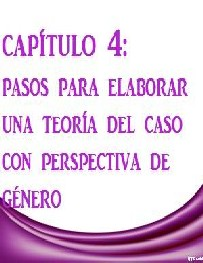 CAPÍTULO 4:
PASOS PARA ELABORAR
UNA TEORÍA DEL CASO
CON PERSPECTIVA DE
GÉNERO